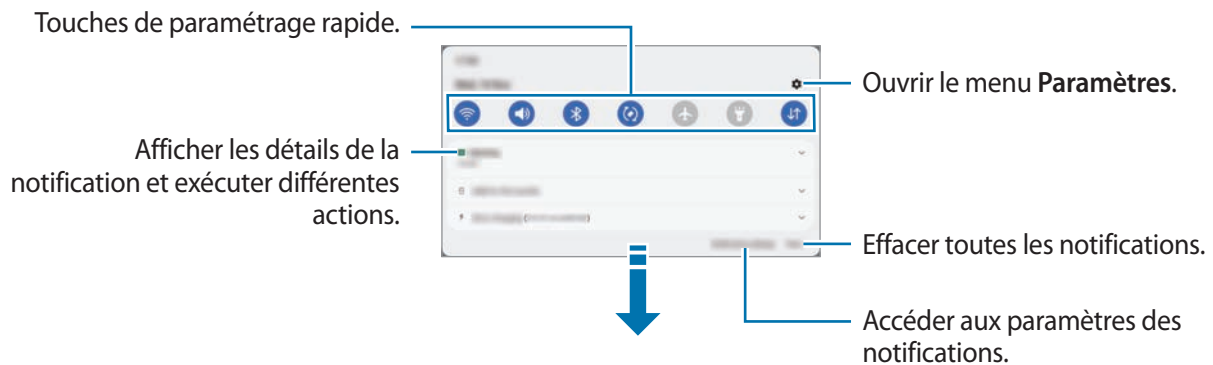 Touches de paramétrage rapide.
Ouvrir le menu Paramètres.
Afficher les détails de la
notification et exécuter différentes
actions.
Effacer toutes les notifications.
Accéder aux paramètres des
notifications.